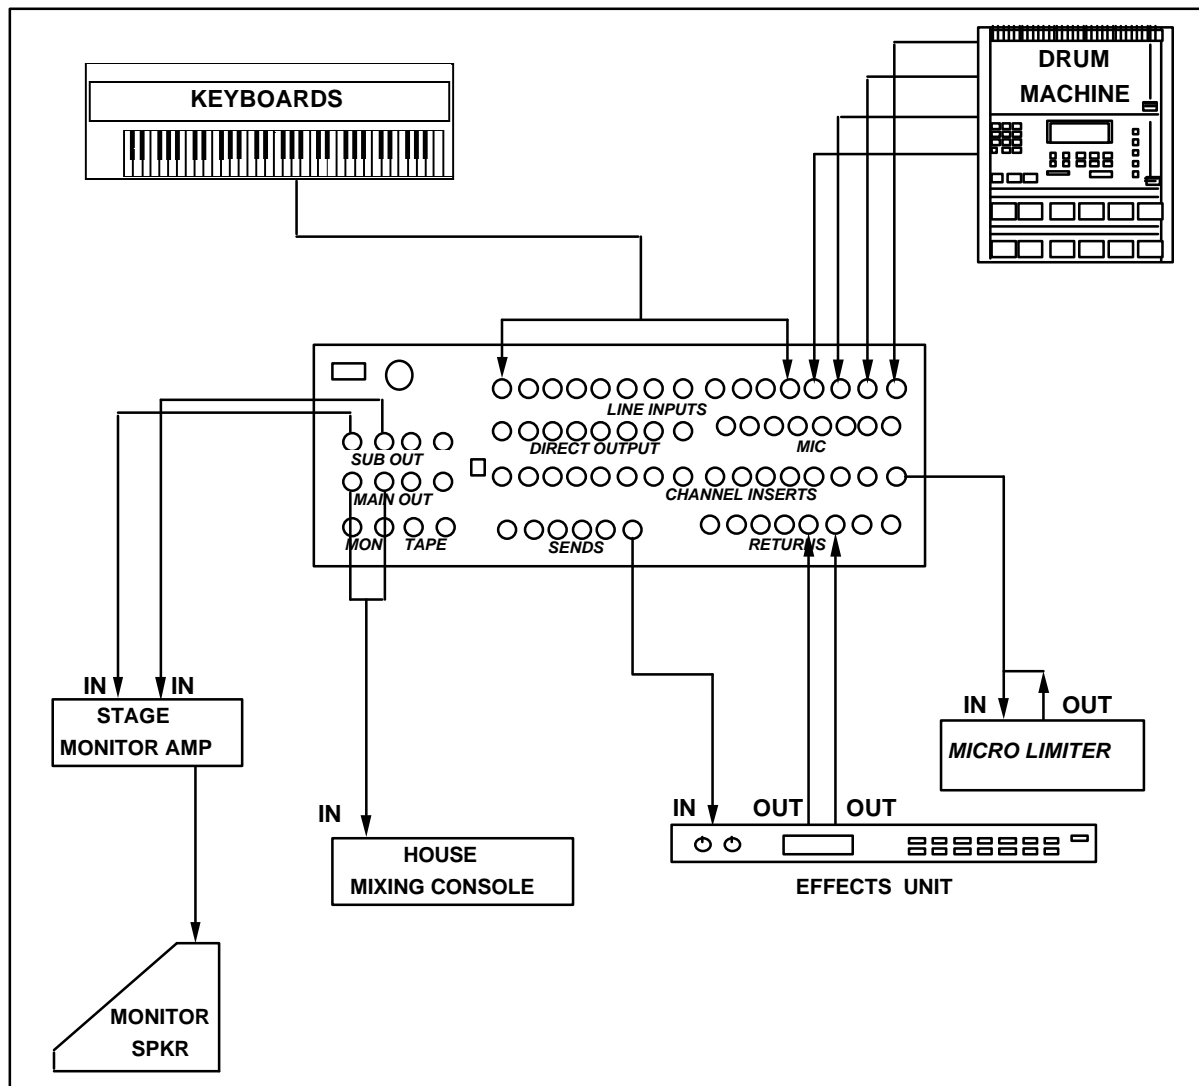 KEYBOARDS
DRUM
MACHINE
LINE INPUTS
DIRECT OUTPUT
MIC
SUB OUT
MAIN OUT
CHANNEL INSERTS
MON
TAPE
SENDS
RETURNS
IN
IN
STAGE
MONITOR AMP
IN
OUT
MICRO LIMITER
IN
HOUSE
MIXING CONSOLE
IN
OUT
OUT
EFFECTS UNIT
MONITOR
SPKR